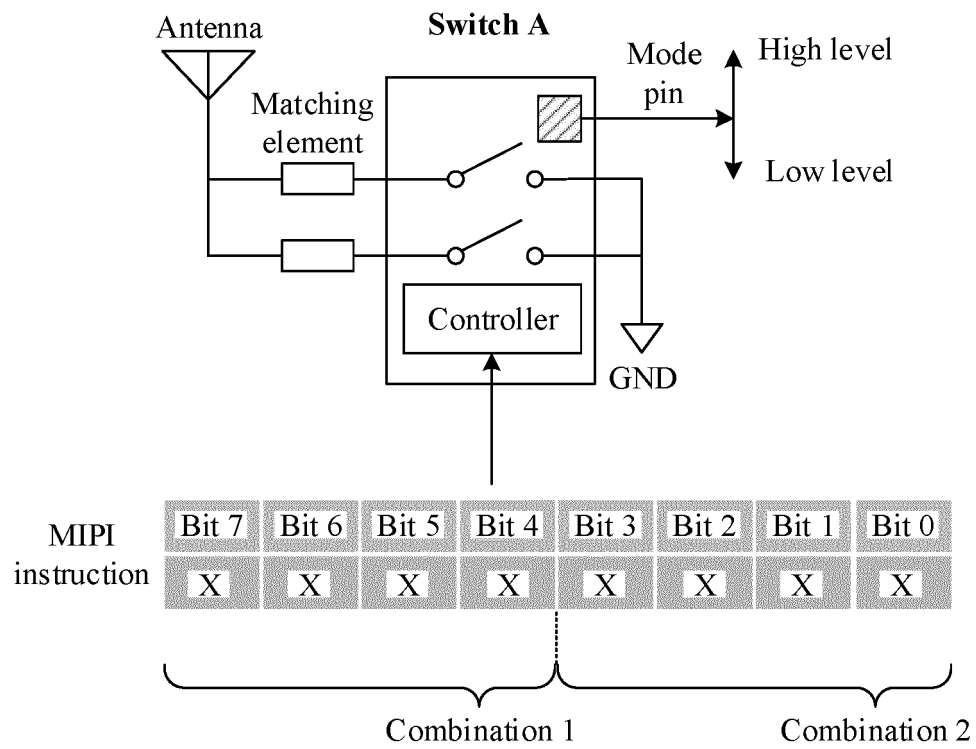 Antenna
Switch A
Mode
pin
High level
Low level
Matching
element
Controller
GND
MIPI
instruction
Bit 7 Bit 6 Bit 5 Bit 4 Bit 3 Bit 2 Bit 1 Bit 0
X X X X X X X X
Combination 1 Combination 2